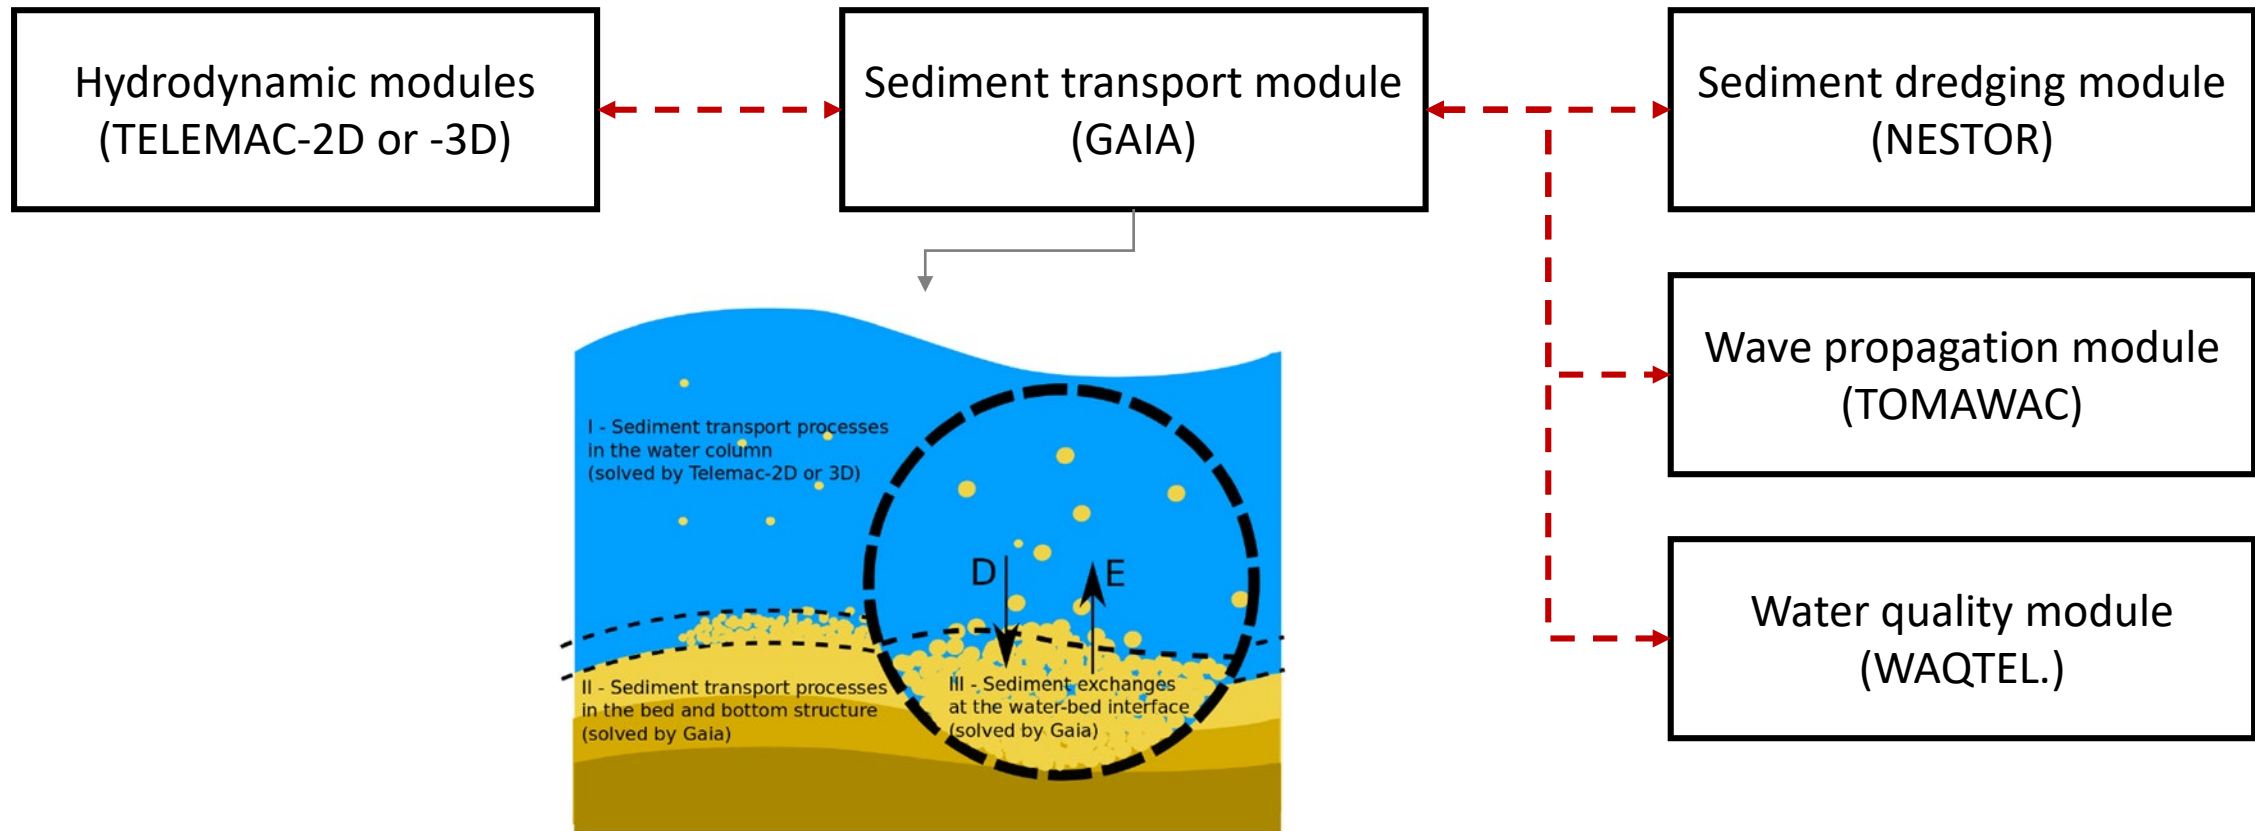 Hydrodynamic modules
(TELEMAC-2D or -3D)
Sediment transport module
(GAIA)
Sediment dredging module
(NESTOR)
Wave propagation module
(TOMAWAC)
Water quality module
(WAQTEL.)
I - Sediment transport processes
in the water column
(solved by Telemac-2D or 3D)
D
E
II - Sediment transport processes
in the bed and bottom structure
(solved by Gaia)
III - Sediment exchanges
at the water-bed interface
(solved by Gaia)